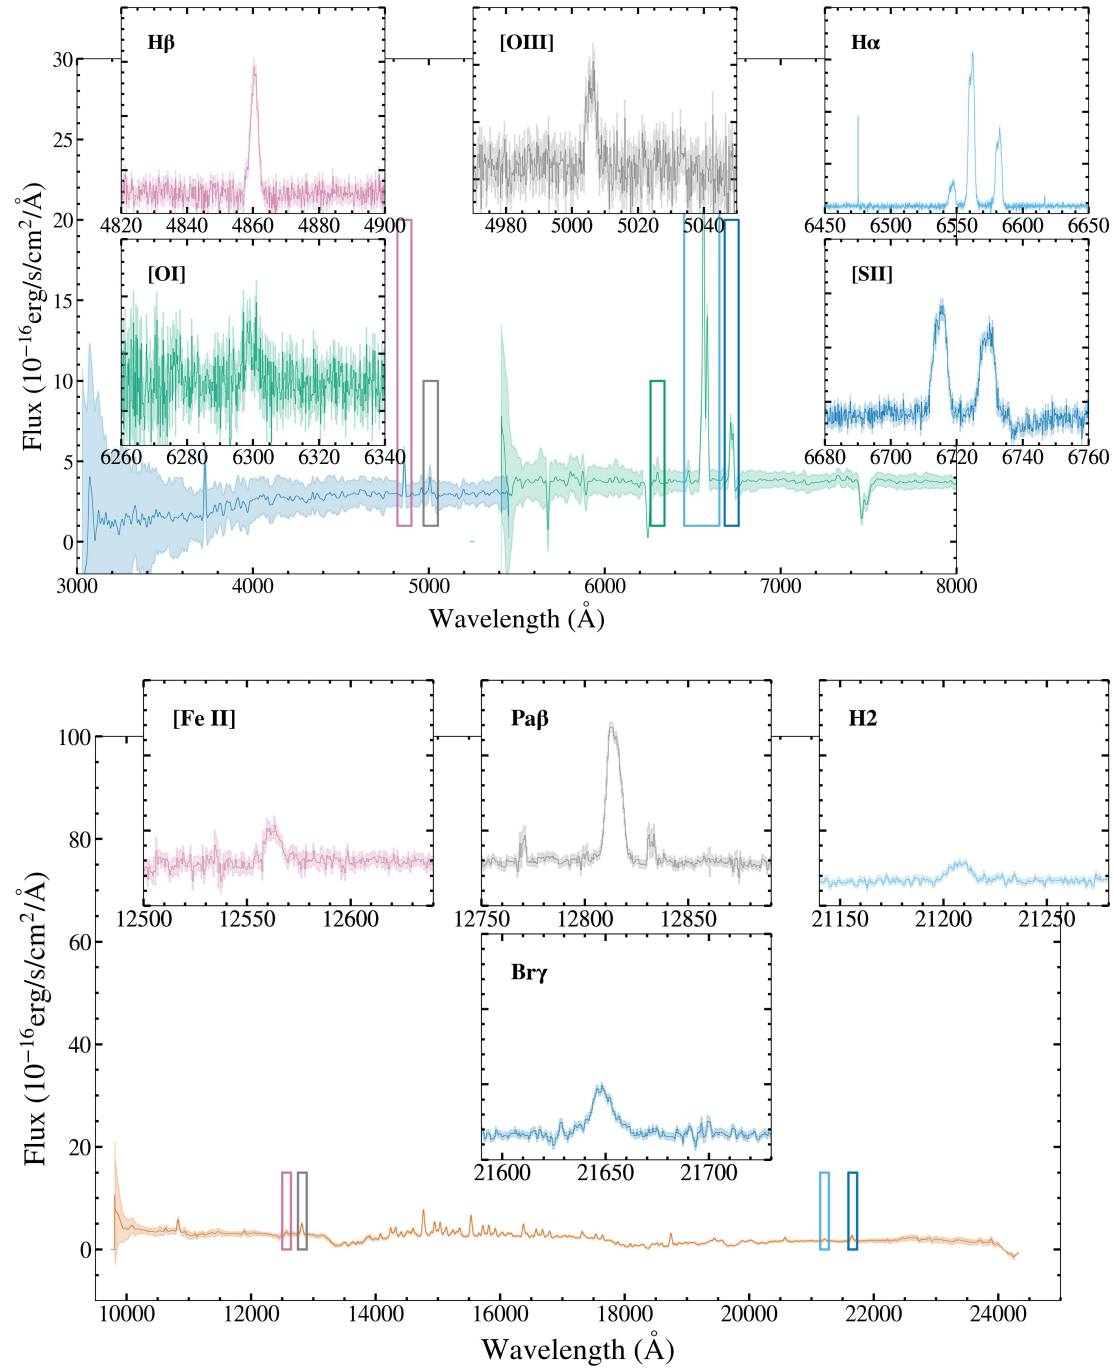 Hβ
[OIII]
Hα
4820 4840 4860 4880 4900
4980 5000 5020 5040
6450 6500 6550 6600 6650
[OI]
[SII]
6260 6280 6300 6320 6340
6680 6700 6720 6740 6760
30
25
20
15
10
5
0
Flux (10−16erg/s/cm2/Å)
3000 4000 5000 6000 7000 8000
Wavelength (Å)
[Fe II]
Paβ
H2
12500 12550 12600
12750 12800 12850
21150 21200 21250
Brγ
21600 21650 21700
100
80
60
40
20
0
Flux (10−16erg/s/cm2/Å)
10000 12000 14000 16000 18000 20000 22000 24000
Wavelength (Å)